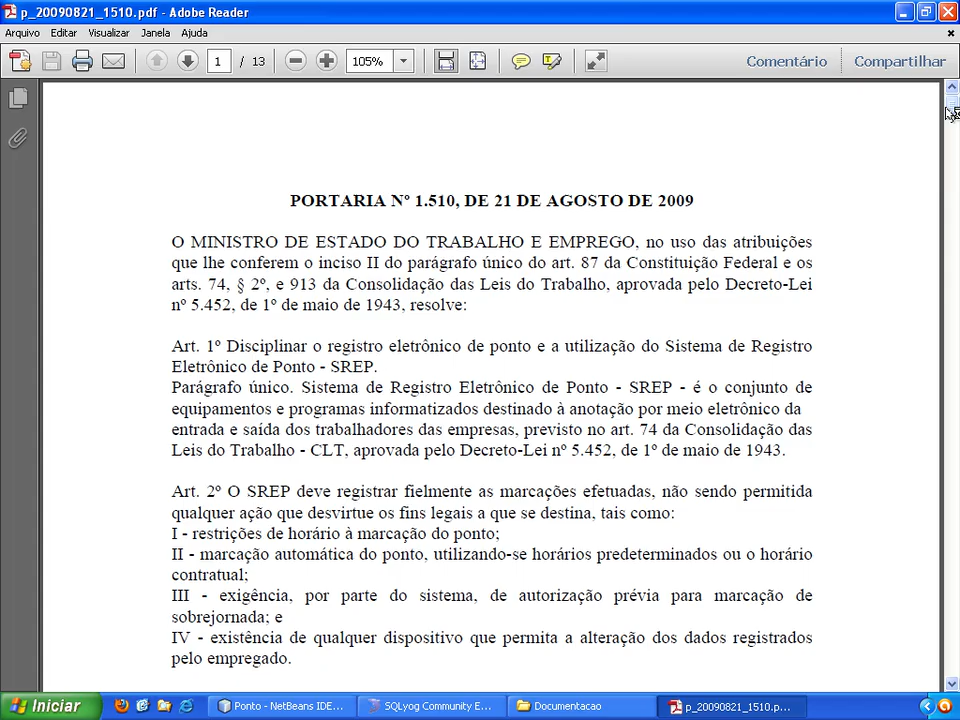 p_20090821_1510.pdf - Adobe Reader
Arquivo Editar Visualizar Janela Ajuda
1 / 13 105% Comentário Compartilhar
PORTARIA Nº 1.510, DE 21 DE AGOSTO DE 2009
O MINISTRO DE ESTADO DO TRABALHO E EMPREGO, no uso das atribuições
que lhe conferem o inciso II do parágrafo único do art. 87 da Constituição Federal e os
arts. 74, § 2º, e 913 da Consolidação das Leis do Trabalho, aprovada pelo Decreto-Lei
nº 5.452, de 1º de maio de 1943, resolve:
Art. 1º Disciplinar o registro eletrônico de ponto e a utilização do Sistema de Registro
Eletrônico de Ponto - SREP.
Parágrafo único. Sistema de Registro Eletrônico de Ponto - SREP - é o conjunto de
equipamentos e programas informatizados destinado à anotação por meio eletrônico da
entrada e saída dos trabalhadores das empresas, previsto no art. 74 da Consolidação das
Leis do Trabalho - CLT, aprovada pelo Decreto-Lei nº 5.452, de 1º de maio de 1943.
Art. 2º O SREP deve registrar fielmente as marcações efetuadas, não sendo permitida
qualquer ação que desvirtue os fins legais a que se destina, tais como:
I - restrições de horário à marcação do ponto;
II - marcação automática do ponto, utilizando-se horários predeterminados ou o horário
contratual;
III - exigência, por parte do sistema, de autorização prévia para marcação de
sobrejornada; e
IV - existência de qualquer dispositivo que permita a alteração dos dados registrados
pelo empregado.
Iniciar Ponto - NetBeans IDE... SQLyog Community E... Documentacao p_20090821_1510.p...